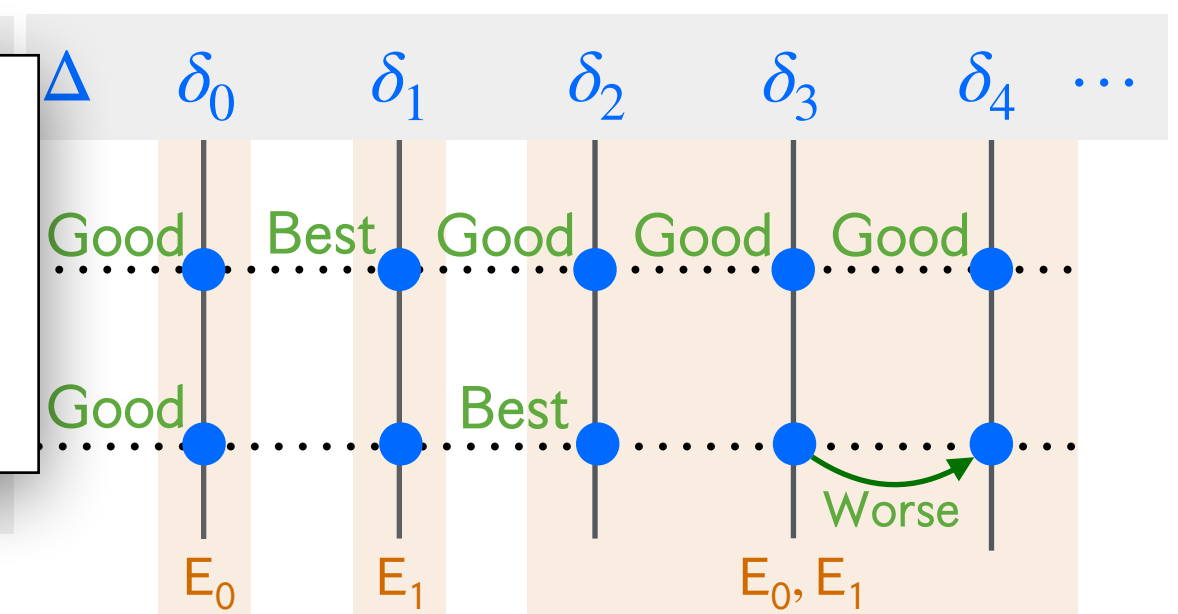 Δ δ₀ δ₁ δ₂ δ₃ δ₄ ⋯
Good Best Good Good Good
Good Best
Worse
E₀ E₁ E₀, E₁